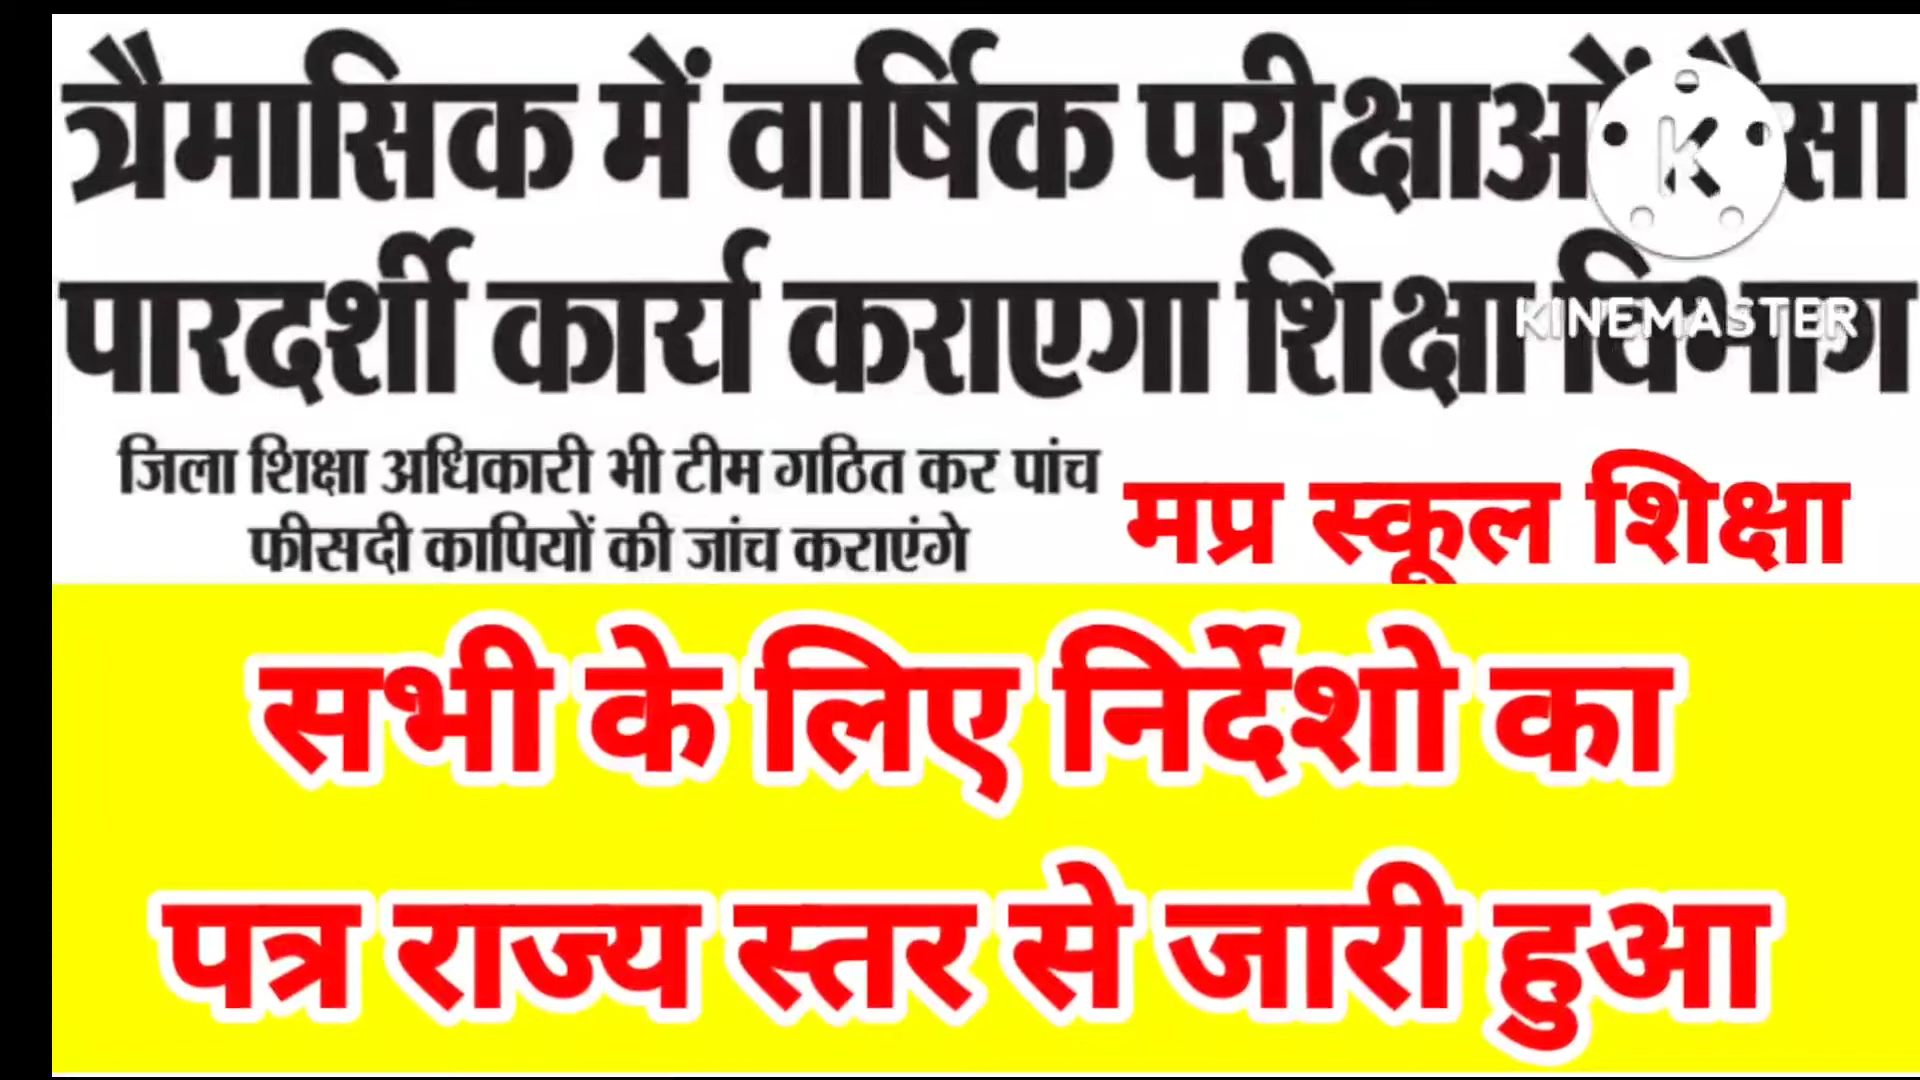 त्रैमासिक में वार्षिक परीक्षाओं सा
पारदर्शी कार्य कराएगा शिक्षा विभाग
KINEMASTER
जिला शिक्षा अधिकारी भी टीम गठित कर पांच
फीसदी कापियों की जांच कराएंगे
मप्र स्कूल शिक्षा
सभी के लिए निर्देशो का
पत्र राज्य स्तर से जारी हुआ